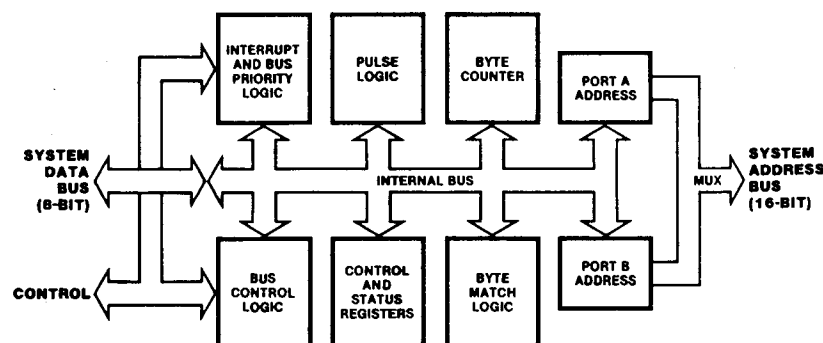 INTERRUPT
AND BUS
PRIORITY
LOGIC
PULSE
LOGIC
BYTE
COUNTER
PORT A
ADDRESS
SYSTEM
DATA
BUS
(8-BIT)
INTERNAL BUS
MUX
SYSTEM
ADDRESS
BUS
(16-BIT)
CONTROL
BUS
CONTROL
LOGIC
CONTROL
AND
STATUS
REGISTERS
BYTE
MATCH
LOGIC
PORT B
ADDRESS